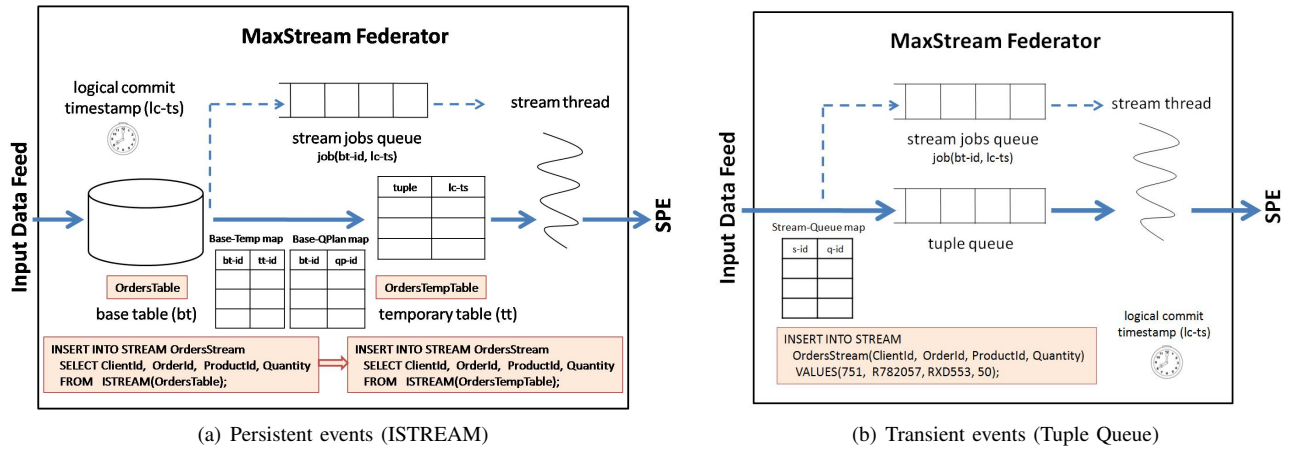 MaxStream Federator
logical commit
timestamp (lc-ts)
stream jobs queue
job(bt-id, lc-ts)
stream thread
Input Data Feed
tuple lc-ts
SPE
Base-Temp map Base-QPlan map
bt-id tt-id bt-id qp-id
OrdersTable
OrdersTempTable
base table (bt)
temporary table (tt)
INSERT INTO STREAM OrdersStream
SELECT ClientId, OrderId, ProductId, Quantity
FROM ISTREAM(OrdersTable);
INSERT INTO STREAM OrdersStream
SELECT ClientId, OrderId, ProductId, Quantity
FROM ISTREAM(OrdersTempTable);
(a) Persistent events (ISTREAM)
MaxStream Federator
stream jobs queue
job(bt-id, lc-ts)
stream thread
Input Data Feed
tuple queue
SPE
Stream-Queue map
s-id q-id
logical commit
timestamp (lc-ts)
INSERT INTO STREAM
OrdersStream(ClientId, OrderId, ProductId, Quantity)
VALUES(751, R782057, RXD553, 50);
(b) Transient events (Tuple Queue)